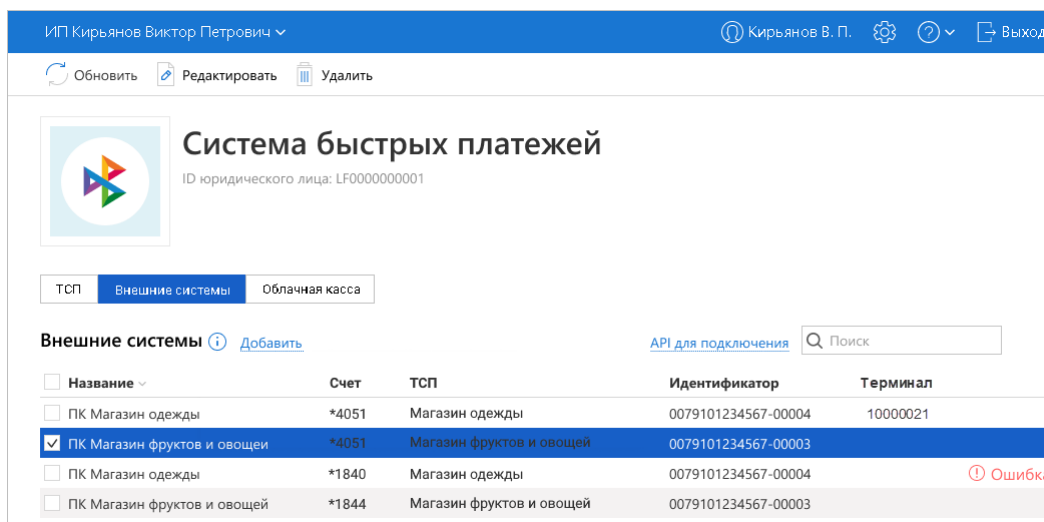 ИП Кирьянов Виктор Петрович Кирьянов В. П. Выход
Обновить Редактировать Удалить
Система быстрых платежей
ID юридического лица: LF0000000001
ТСП Внешние системы Облачная касса
Внешние системы Добавить API для подключения Поиск
Название Счет ТСП Идентификатор Терминал
ПК Магазин одежды *4051 Магазин одежды 0079101234567-00004 10000021
ПК Магазин фруктов и овощеи *4051 Магазин фруктов и овощей 0079101234567-00003
ПК Магазин одежды *1840 Магазин одежды 0079101234567-00004 Ошибка
ПК Магазин фруктов и овощей *1844 Магазин фруктов и овощей 0079101234567-00003